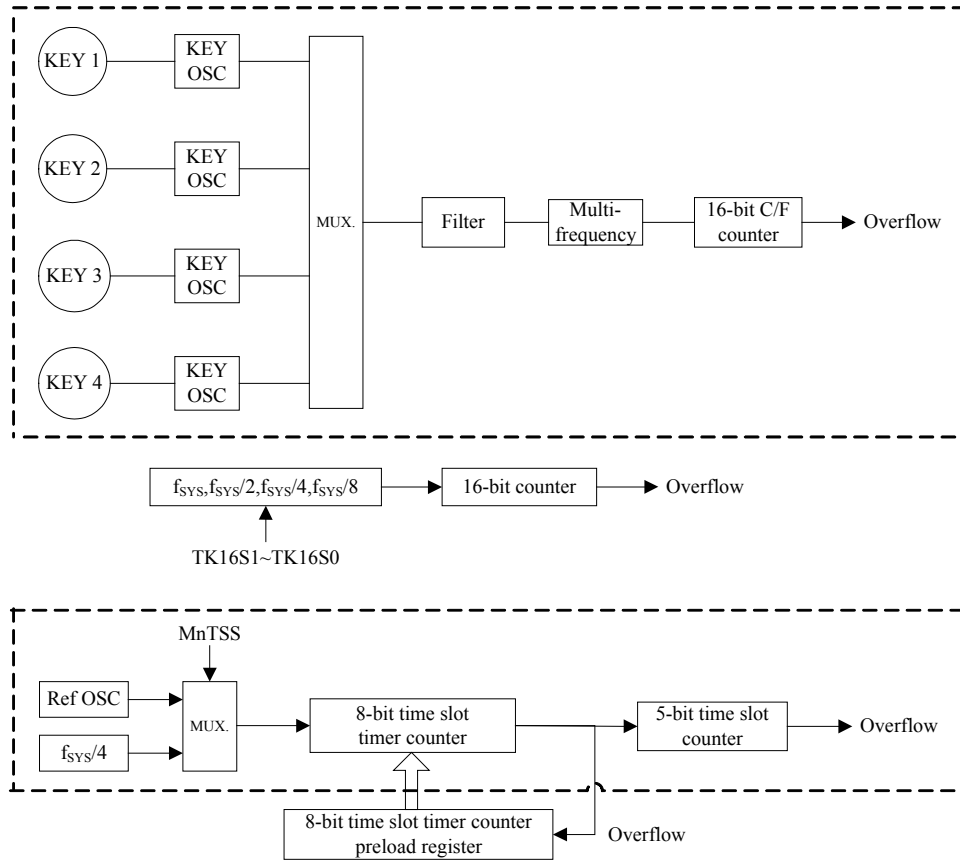 KEY 1
KEY
OSC
KEY 2
KEY
OSC
KEY 3
KEY
OSC
KEY 4
KEY
OSC
MUX.
Filter
Multi-
frequency
16-bit C/F
counter
Overflow
fSYS,fSYS/2,fSYS/4,fSYS/8
16-bit counter
Overflow
TK16S1~TK16S0
MnTSS
Ref OSC
fSYS/4
MUX.
8-bit time slot
timer counter
5-bit time slot
counter
Overflow
8-bit time slot timer counter
preload register
Overflow